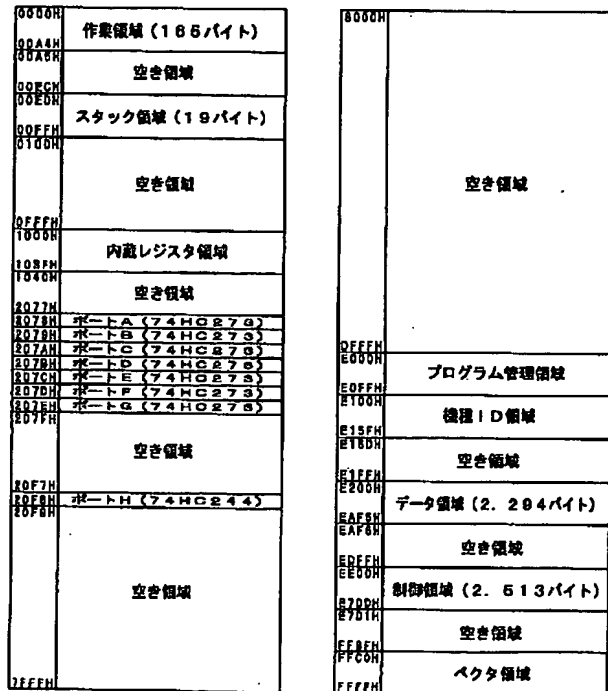 0000H
作業領域（165バイト）
00A4H
00A5H
空き領域
00ECH
00EDH
スタック領域（19バイト）
00FFH
0100H
空き領域
0FFFH
1000H
内蔵レジスタ領域
103FH
1040H
空き領域
2077H
2078H ポートA（74HC273）
2079H ポートB（74HC273）
207AH ポートC（74HC273）
207BH ポートD（74HC273）
207CH ポートE（74HC273）
207DH ポートF（74HC273）
207EH ポートG（74HC273）
207FH
空き領域
20F7H
20F8H ポートH（74HC244）
20F9H
空き領域
7FFFH
8000H
空き領域
DFFFH
E000H
プログラム管理領域
E0FFH
E100H
機種ID領域
E15FH
E16DH
空き領域
E1FFH
E200H
データ領域（2．294バイト）
EAF5H
EAF6H
空き領域
EDFFH
EE00H
制御領域（2．513バイト）
E7D0H
E7D1H
空き領域
FFBFH
FFC0H
ベクタ領域
FFFFH